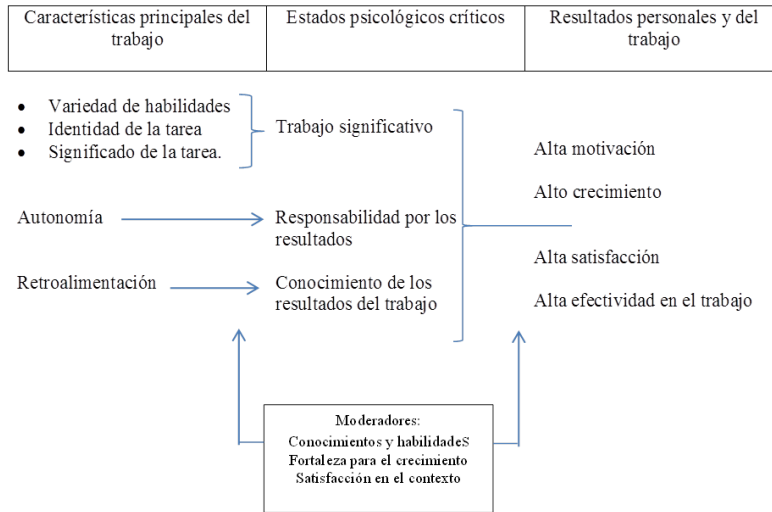 Características principales del
trabajo
Estados psicológicos críticos
Resultados personales y del
trabajo
• Variedad de habilidades
• Identidad de la tarea
• Significado de la tarea.
Trabajo significativo
Autonomía
Responsabilidad por los
resultados
Retroalimentación
Conocimiento de los
resultados del trabajo
Alta motivación
Alto crecimiento
Alta satisfacción
Alta efectividad en el trabajo
Moderadores:
Conocimientos y habilidadeS
Fortaleza para el crecimiento
Satisfacción en el contexto